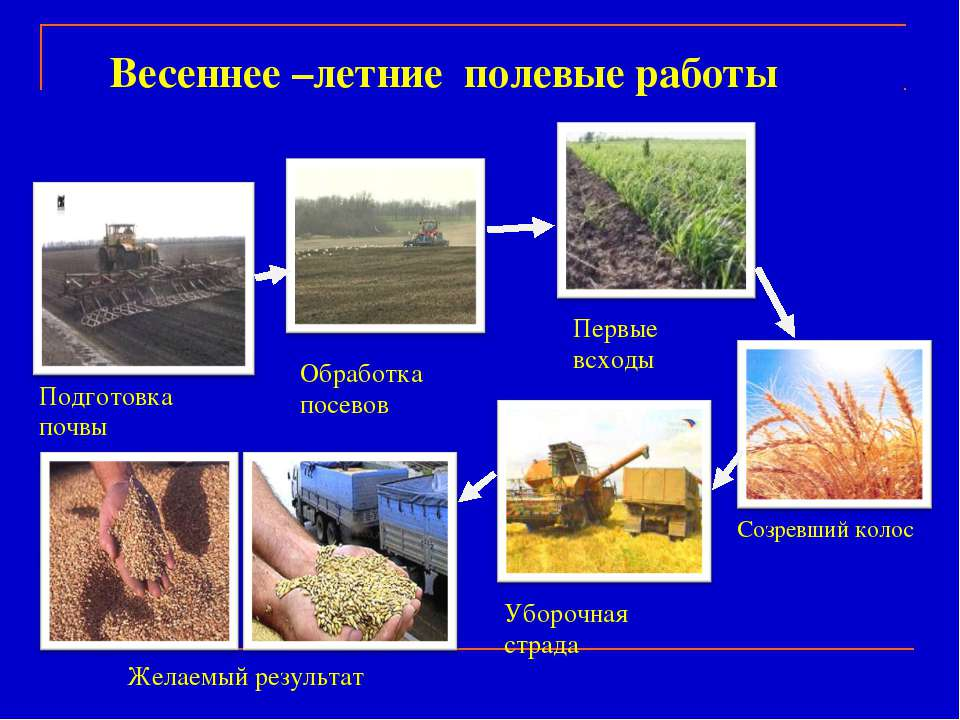 Весеннее –летние полевые работы
Подготовка
почвы
Обработка
посевов
Первые
всходы
Созревший колос
Уборочная
страда
Желаемый результат